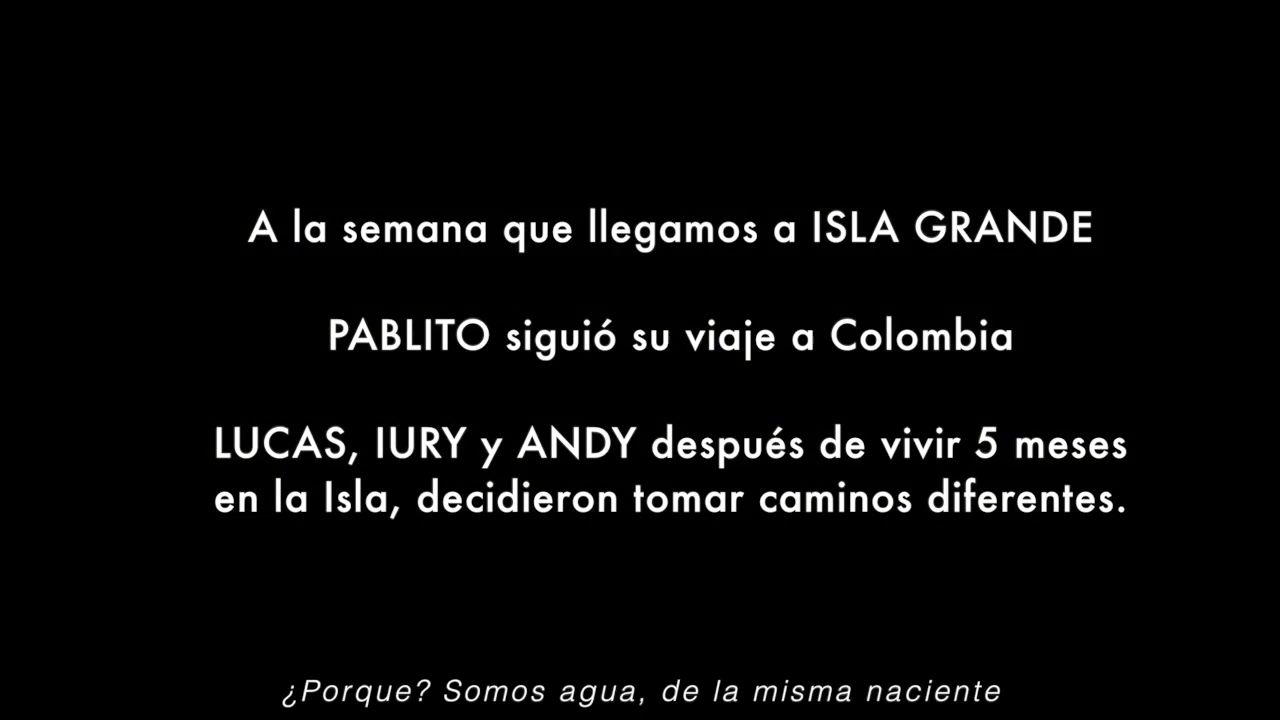 A la semana que llegamos a ISLA GRANDE
PABLITO siguió su viaje a Colombia
LUCAS, IURY y ANDY después de vivir 5 meses
en la Isla, decidieron tomar caminos diferentes.
¿Porque? Somos agua, de la misma naciente